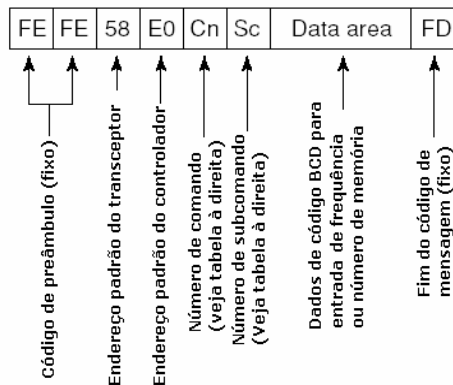 FE FE 58 E0 Cn Sc Data area FD
Código de preâmbulo (fixo)
Endereço padrão do transceptor
Endereço padrão do controlador
Número de comando
(veja tabela à direita)
Número de subcomando
(Veja tabela à direita)
Dados de código BCD para
entrada de frequência
ou número de memória
Fim do código de
mensagem (fixo)